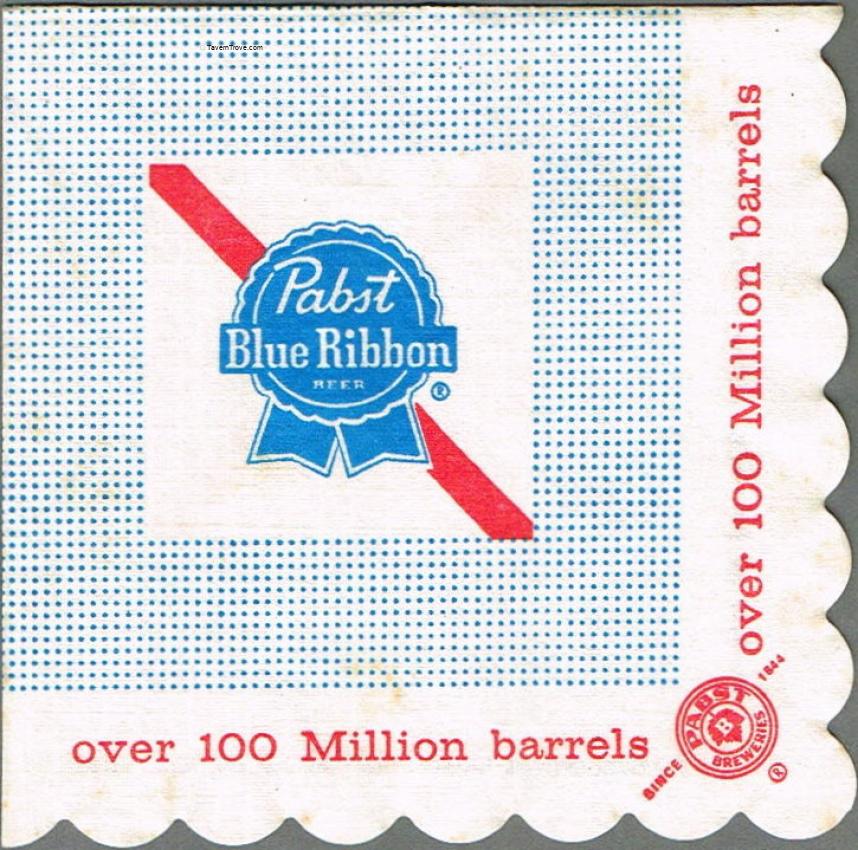 TavernTrove.com
Pabst
Blue Ribbon
BEER
®
over 100 Million barrels
over 100 Million barrels
SINCE 1844
PABST
B
BREWERIES
®